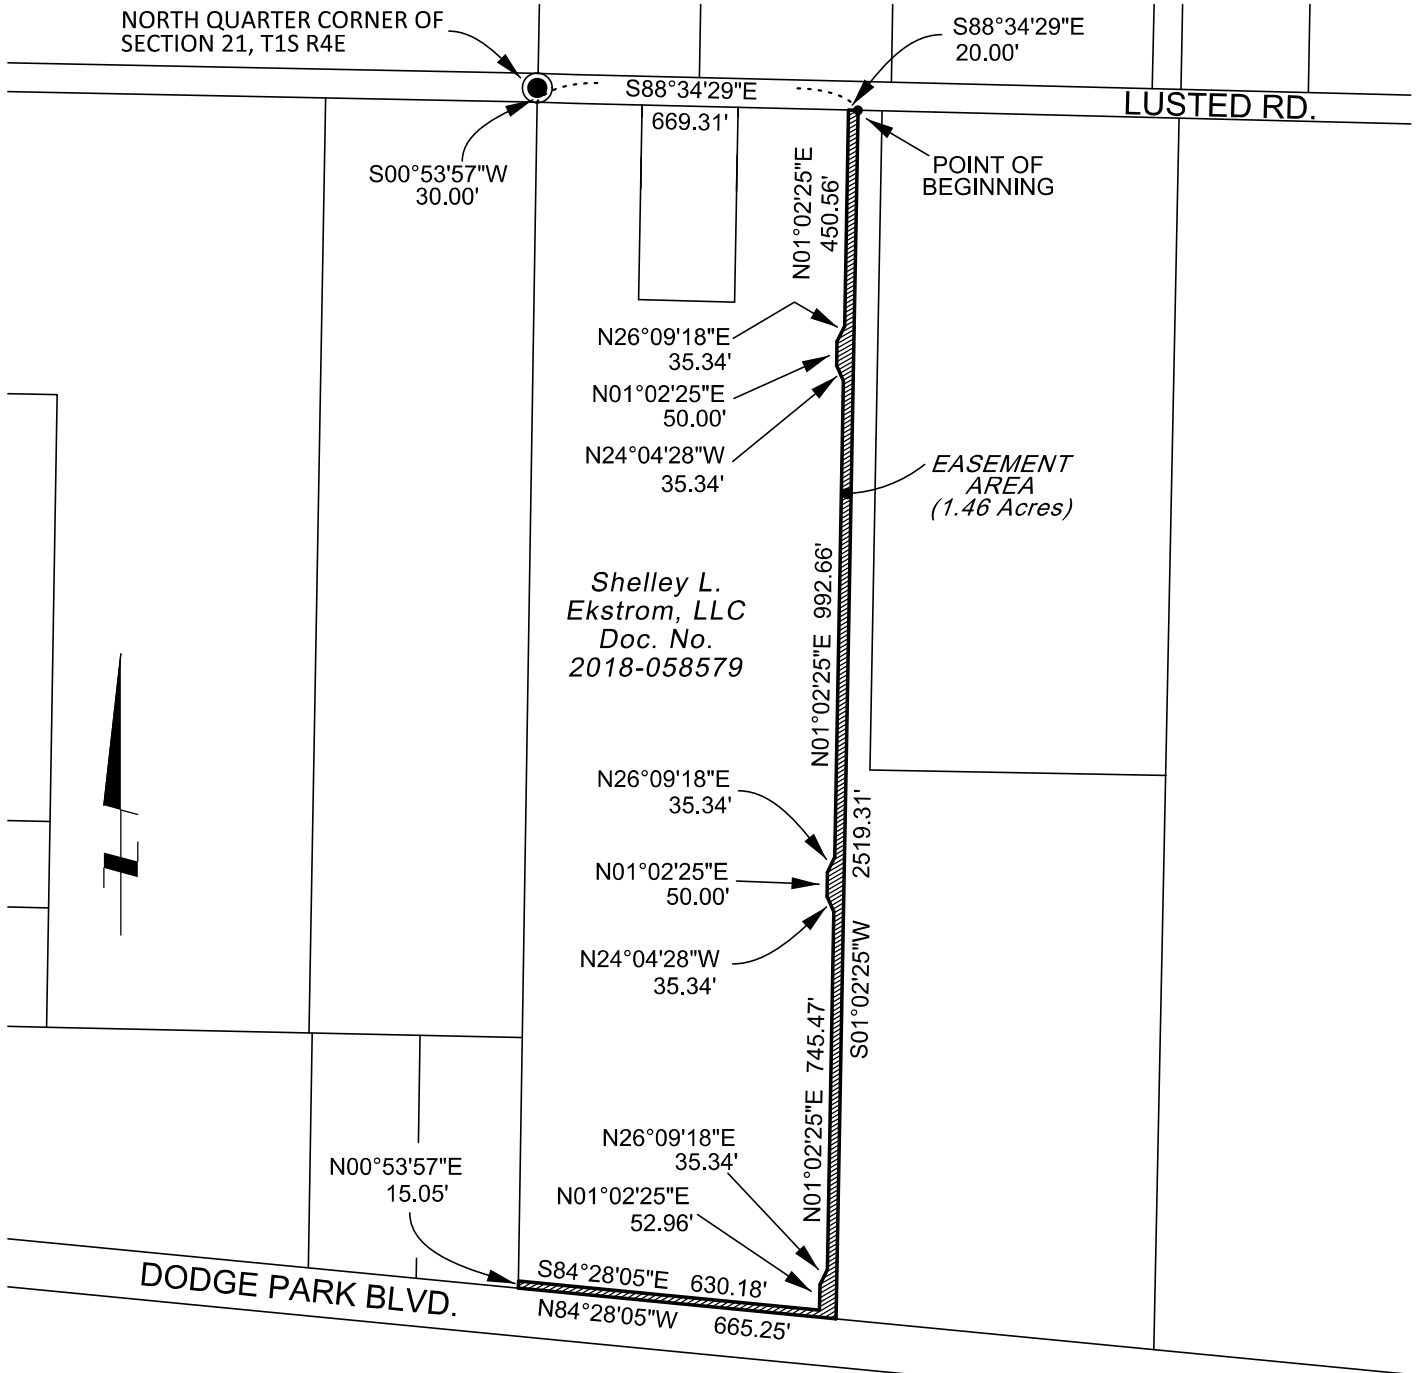 NORTH QUARTER CORNER OF
SECTION 21, T1S R4E
S88°34'29"E
20.00'
S88°34'29"E
669.31'
LUSTED RD.
S00°53'57"W
30.00'
POINT OF
BEGINNING
N01°02'25"E
450.56'
N26°09'18"E
35.34'
N01°02'25"E
50.00'
N24°04'28"W
35.34'
EASEMENT
AREA
(1.46 Acres)
Shelley L.
Ekstrom, LLC
Doc. No.
2018-058579
N01°02'25"E 992.66'
N26°09'18"E
35.34'
N01°02'25"E
50.00'
N24°04'28"W
35.34'
S01°02'25"W 2519.31'
N01°02'25"E 745.47'
N26°09'18"E
35.34'
N01°02'25"E
52.96'
N00°53'57"E
15.05'
S84°28'05"E 630.18'
N84°28'05"W 665.25'
DODGE PARK BLVD.
Z